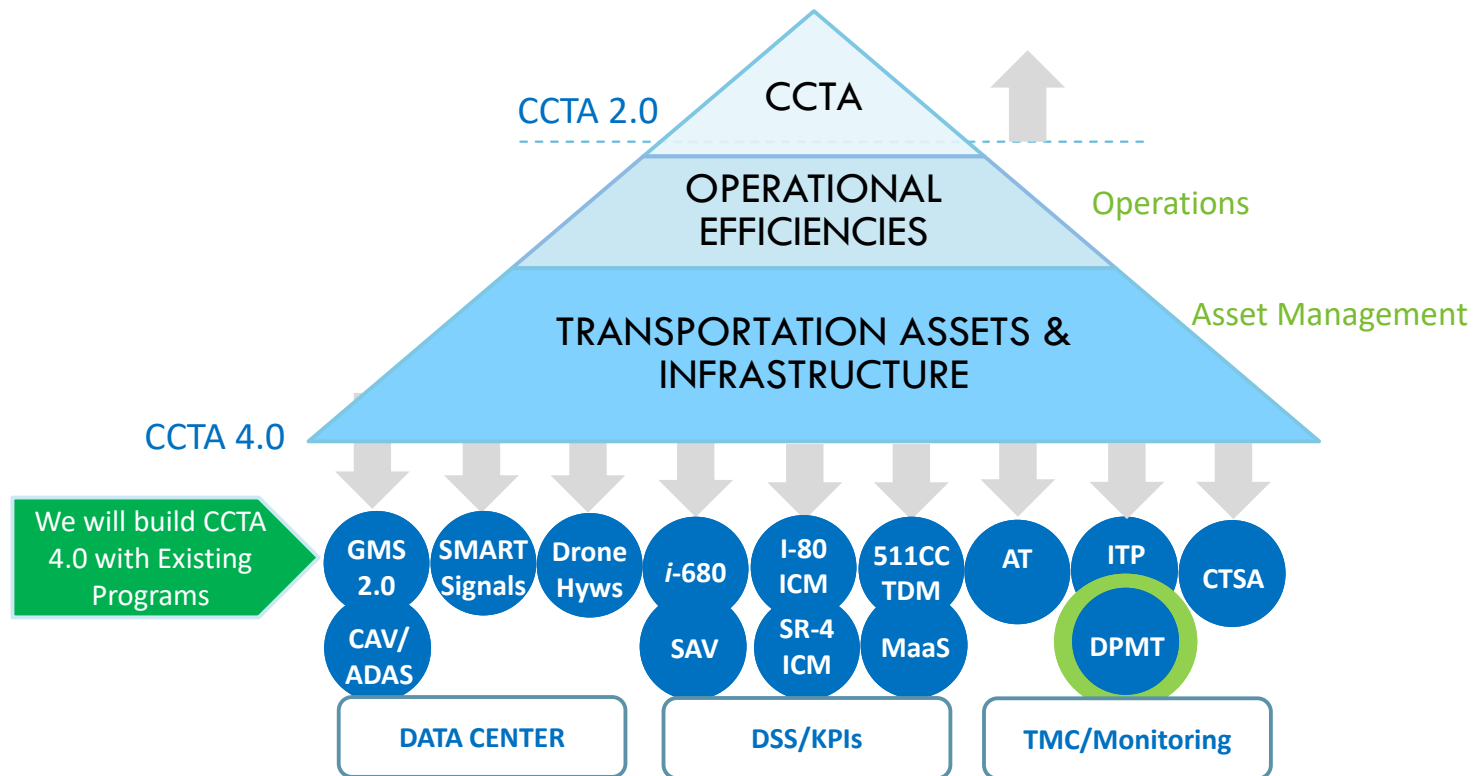 CCTA
CCTA 2.0
OPERATIONAL
EFFICIENCIES
Operations
TRANSPORTATION ASSETS &
INFRASTRUCTURE
Asset Management
CCTA 4.0
We will build CCTA
4.0 with Existing
Programs
GMS
2.0
SMART
Signals
Drone
Hyws
i-680
I-80
ICM
511CC
TDM
AT
ITP
CTSA
CAV/
ADAS
SAV
SR-4
ICM
MaaS
DPMT
DATA CENTER
DSS/KPIs
TMC/Monitoring